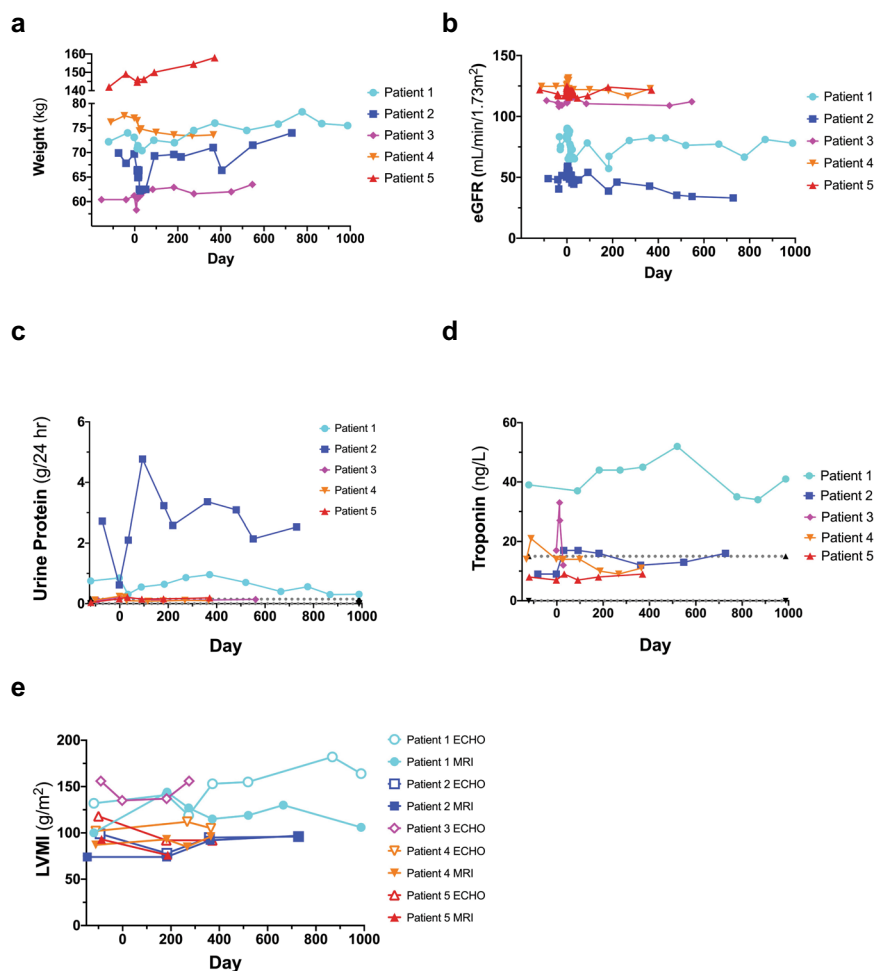 a
Weight (kg)
160
150
140
80
75
70
65
60
0
200
400
600
800
1000
Day
Patient 1
Patient 2
Patient 3
Patient 4
Patient 5
b
eGFR (mL/min/1.73m²)
150
100
50
0
0
200
400
600
800
1000
Day
Patient 1
Patient 2
Patient 3
Patient 4
Patient 5
c
Urine Protein (g/24 hr)
6
4
2
0
0
200
400
600
800
1000
Day
Patient 1
Patient 2
Patient 3
Patient 4
Patient 5
d
Troponin (ng/L)
60
40
20
0
0
200
400
600
800
1000
Day
Patient 1
Patient 2
Patient 3
Patient 4
Patient 5
e
LVMI (g/m²)
200
150
100
50
0
0
200
400
600
800
1000
Day
Patient 1 ECHO
Patient 1 MRI
Patient 2 ECHO
Patient 2 MRI
Patient 3 ECHO
Patient 4 ECHO
Patient 4 MRI
Patient 5 ECHO
Patient 5 MRI